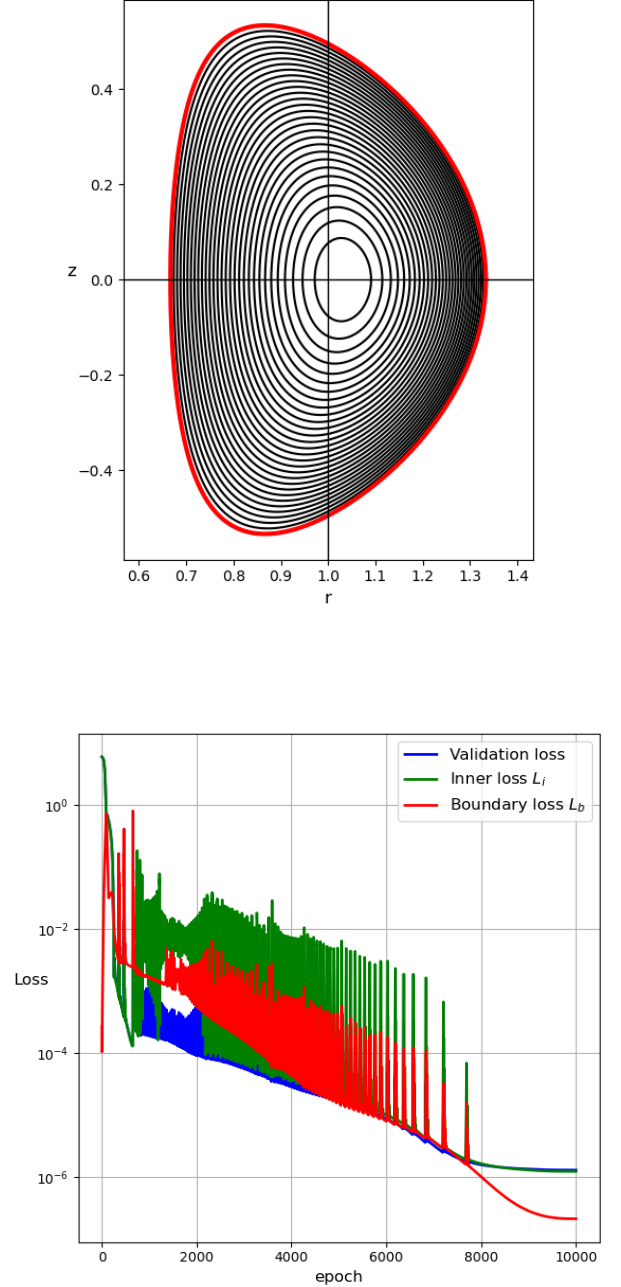 0.4
0.2
z
0.0
−0.2
−0.4
0.6 0.7 0.8 0.9 1.0 1.1 1.2 1.3 1.4
r
Validation loss
Inner loss L_i
Boundary loss L_b
10^0
10^−2
Loss
10^−4
10^−6
0 2000 4000 6000 8000 10000
epoch